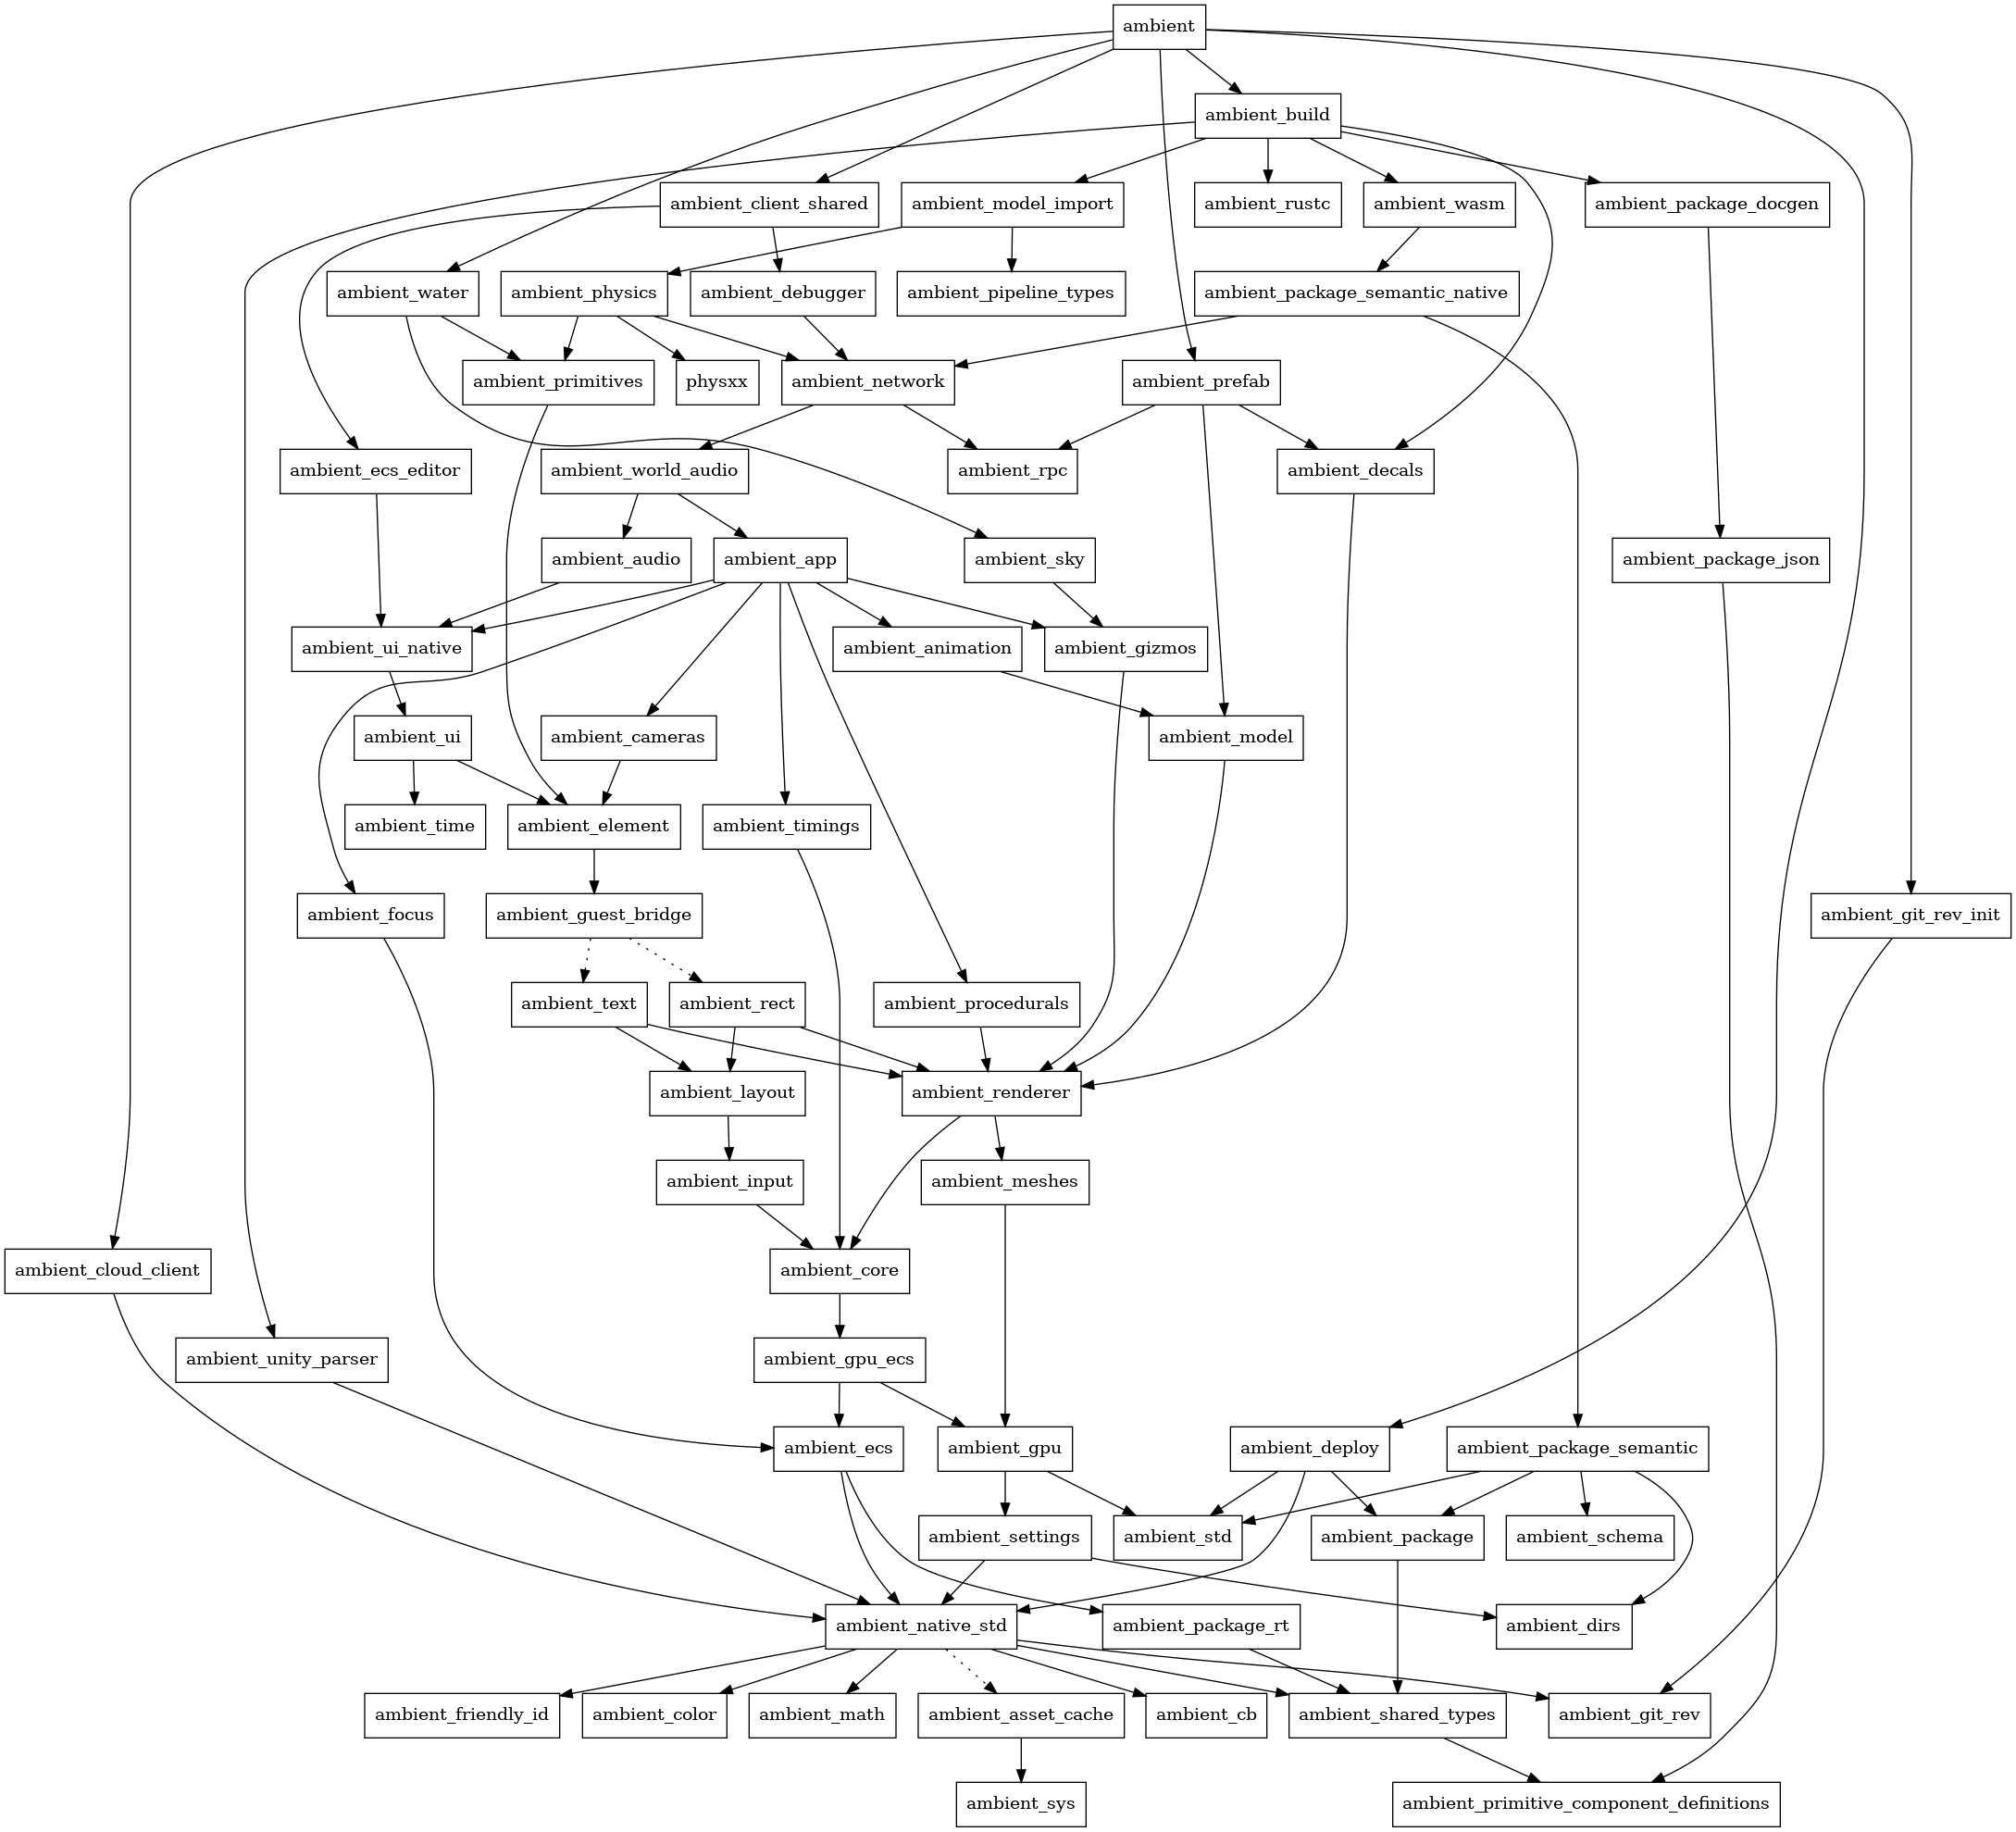 ambient
ambient_build
ambient_client_shared
ambient_model_import
ambient_rustc
ambient_wasm
ambient_package_docgen
ambient_water
ambient_physics
ambient_debugger
ambient_pipeline_types
ambient_package_semantic_native
ambient_primitives
physxx
ambient_network
ambient_prefab
ambient_ecs_editor
ambient_world_audio
ambient_rpc
ambient_decals
ambient_audio
ambient_app
ambient_sky
ambient_package_json
ambient_ui_native
ambient_animation
ambient_gizmos
ambient_ui
ambient_cameras
ambient_model
ambient_time
ambient_element
ambient_timings
ambient_focus
ambient_guest_bridge
ambient_git_rev_init
ambient_text
ambient_rect
ambient_procedurals
ambient_layout
ambient_renderer
ambient_input
ambient_meshes
ambient_cloud_client
ambient_core
ambient_unity_parser
ambient_gpu_ecs
ambient_ecs
ambient_gpu
ambient_deploy
ambient_package_semantic
ambient_settings
ambient_std
ambient_package
ambient_schema
ambient_native_std
ambient_package_rt
ambient_dirs
ambient_friendly_id
ambient_color
ambient_math
ambient_asset_cache
ambient_cb
ambient_shared_types
ambient_git_rev
ambient_sys
ambient_primitive_component_definitions